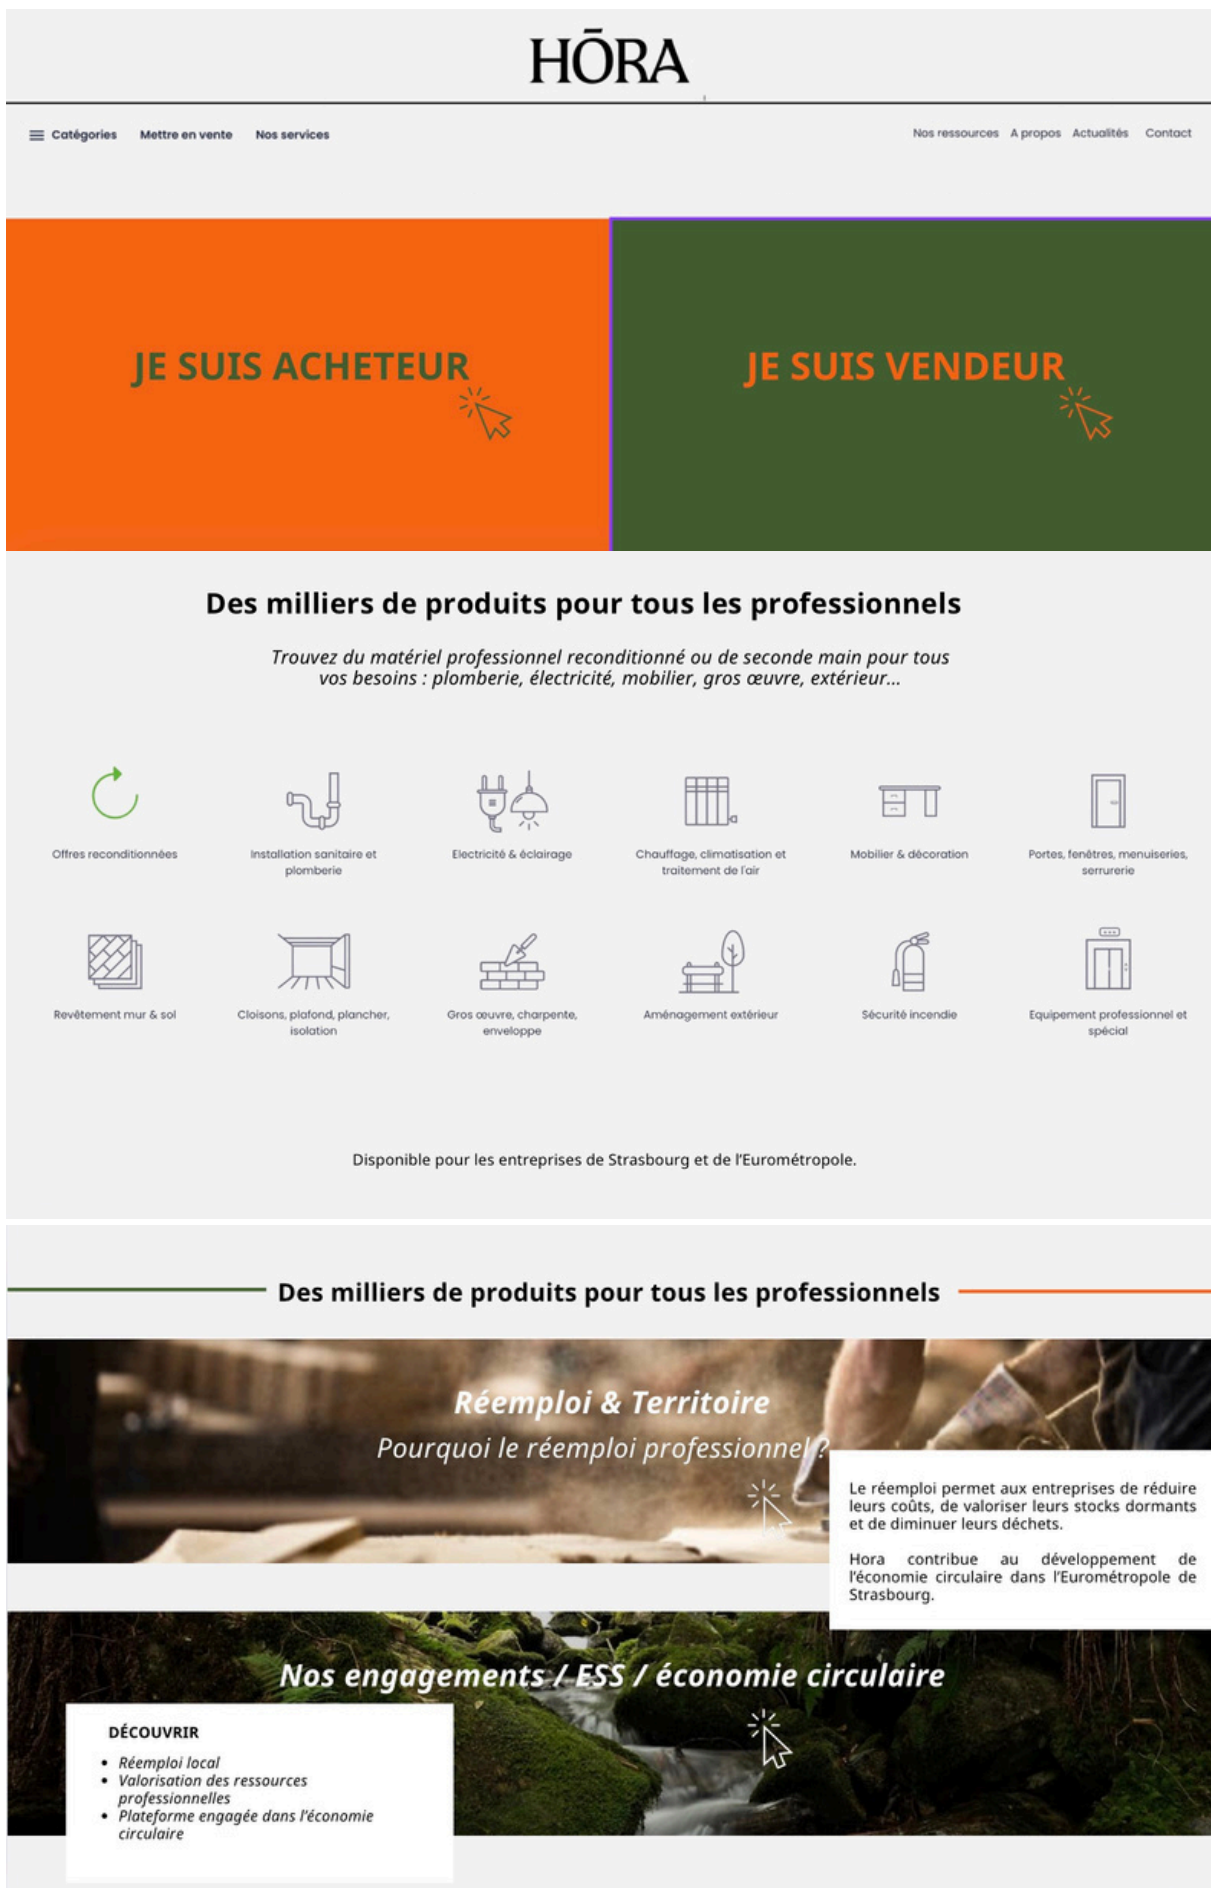 HŌRA
Catégories Mettre en vente Nos services
Nos ressources A propos Actualités Contact
JE SUIS ACHETEUR
JE SUIS VENDEUR
Des milliers de produits pour tous les professionnels
Trouvez du matériel professionnel reconditionné ou de seconde main pour tous
vos besoins : plomberie, électricité, mobilier, gros œuvre, extérieur...
Offres reconditionnées
Installation sanitaire et
plomberie
Electricité & éclairage
Chauffage, climatisation et
traitement de l'air
Mobilier & décoration
Portes, fenêtres, menuiseries,
serrurerie
Revêtement mur & sol
Cloisons, plafond, plancher,
isolation
Gros œuvre, charpente,
enveloppe
Aménagement extérieur
Sécurité incendie
Equipement professionnel et
spécial
Disponible pour les entreprises de Strasbourg et de l'Eurométropole.
Des milliers de produits pour tous les professionnels
Réemploi & Territoire
Pourquoi le réemploi professionnel ?
Le réemploi permet aux entreprises de réduire
leurs coûts, de valoriser leurs stocks dormants
et de diminuer leurs déchets.
Hora contribue au développement de
l'économie circulaire dans l'Eurométropole de
Strasbourg.
Nos engagements / ESS / économie circulaire
DÉCOUVRIR
• Réemploi local
• Valorisation des ressources
professionnelles
• Plateforme engagée dans l'économie
circulaire